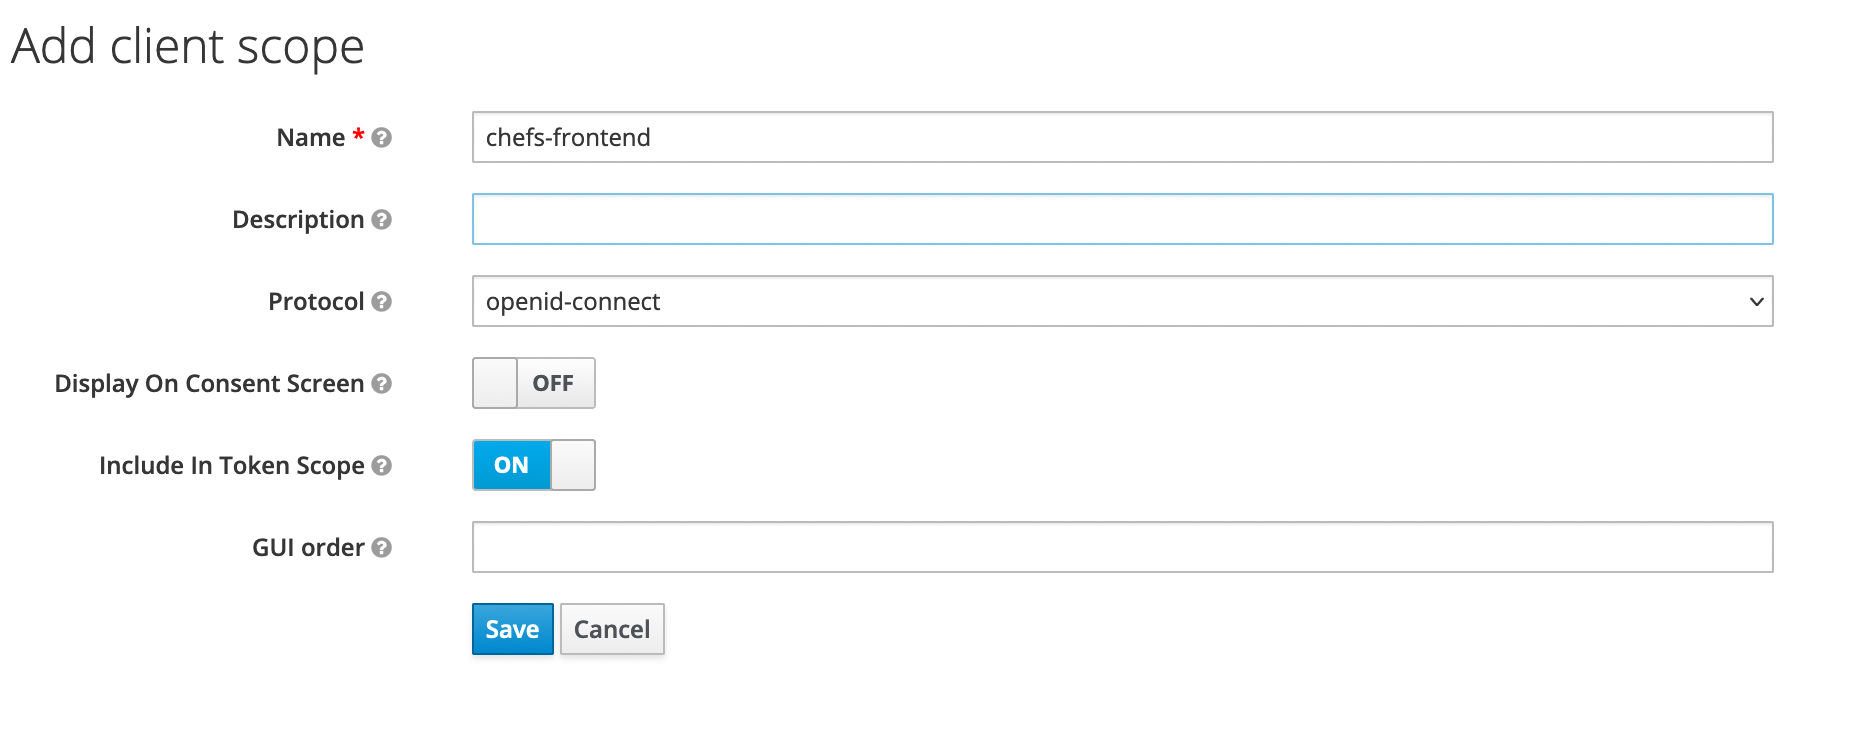 Add client scope
Name * ?
chefs-frontend
Description ?
Protocol ?
openid-connect
Display On Consent Screen ?
OFF
Include In Token Scope ?
ON
GUI order ?
Save
Cancel